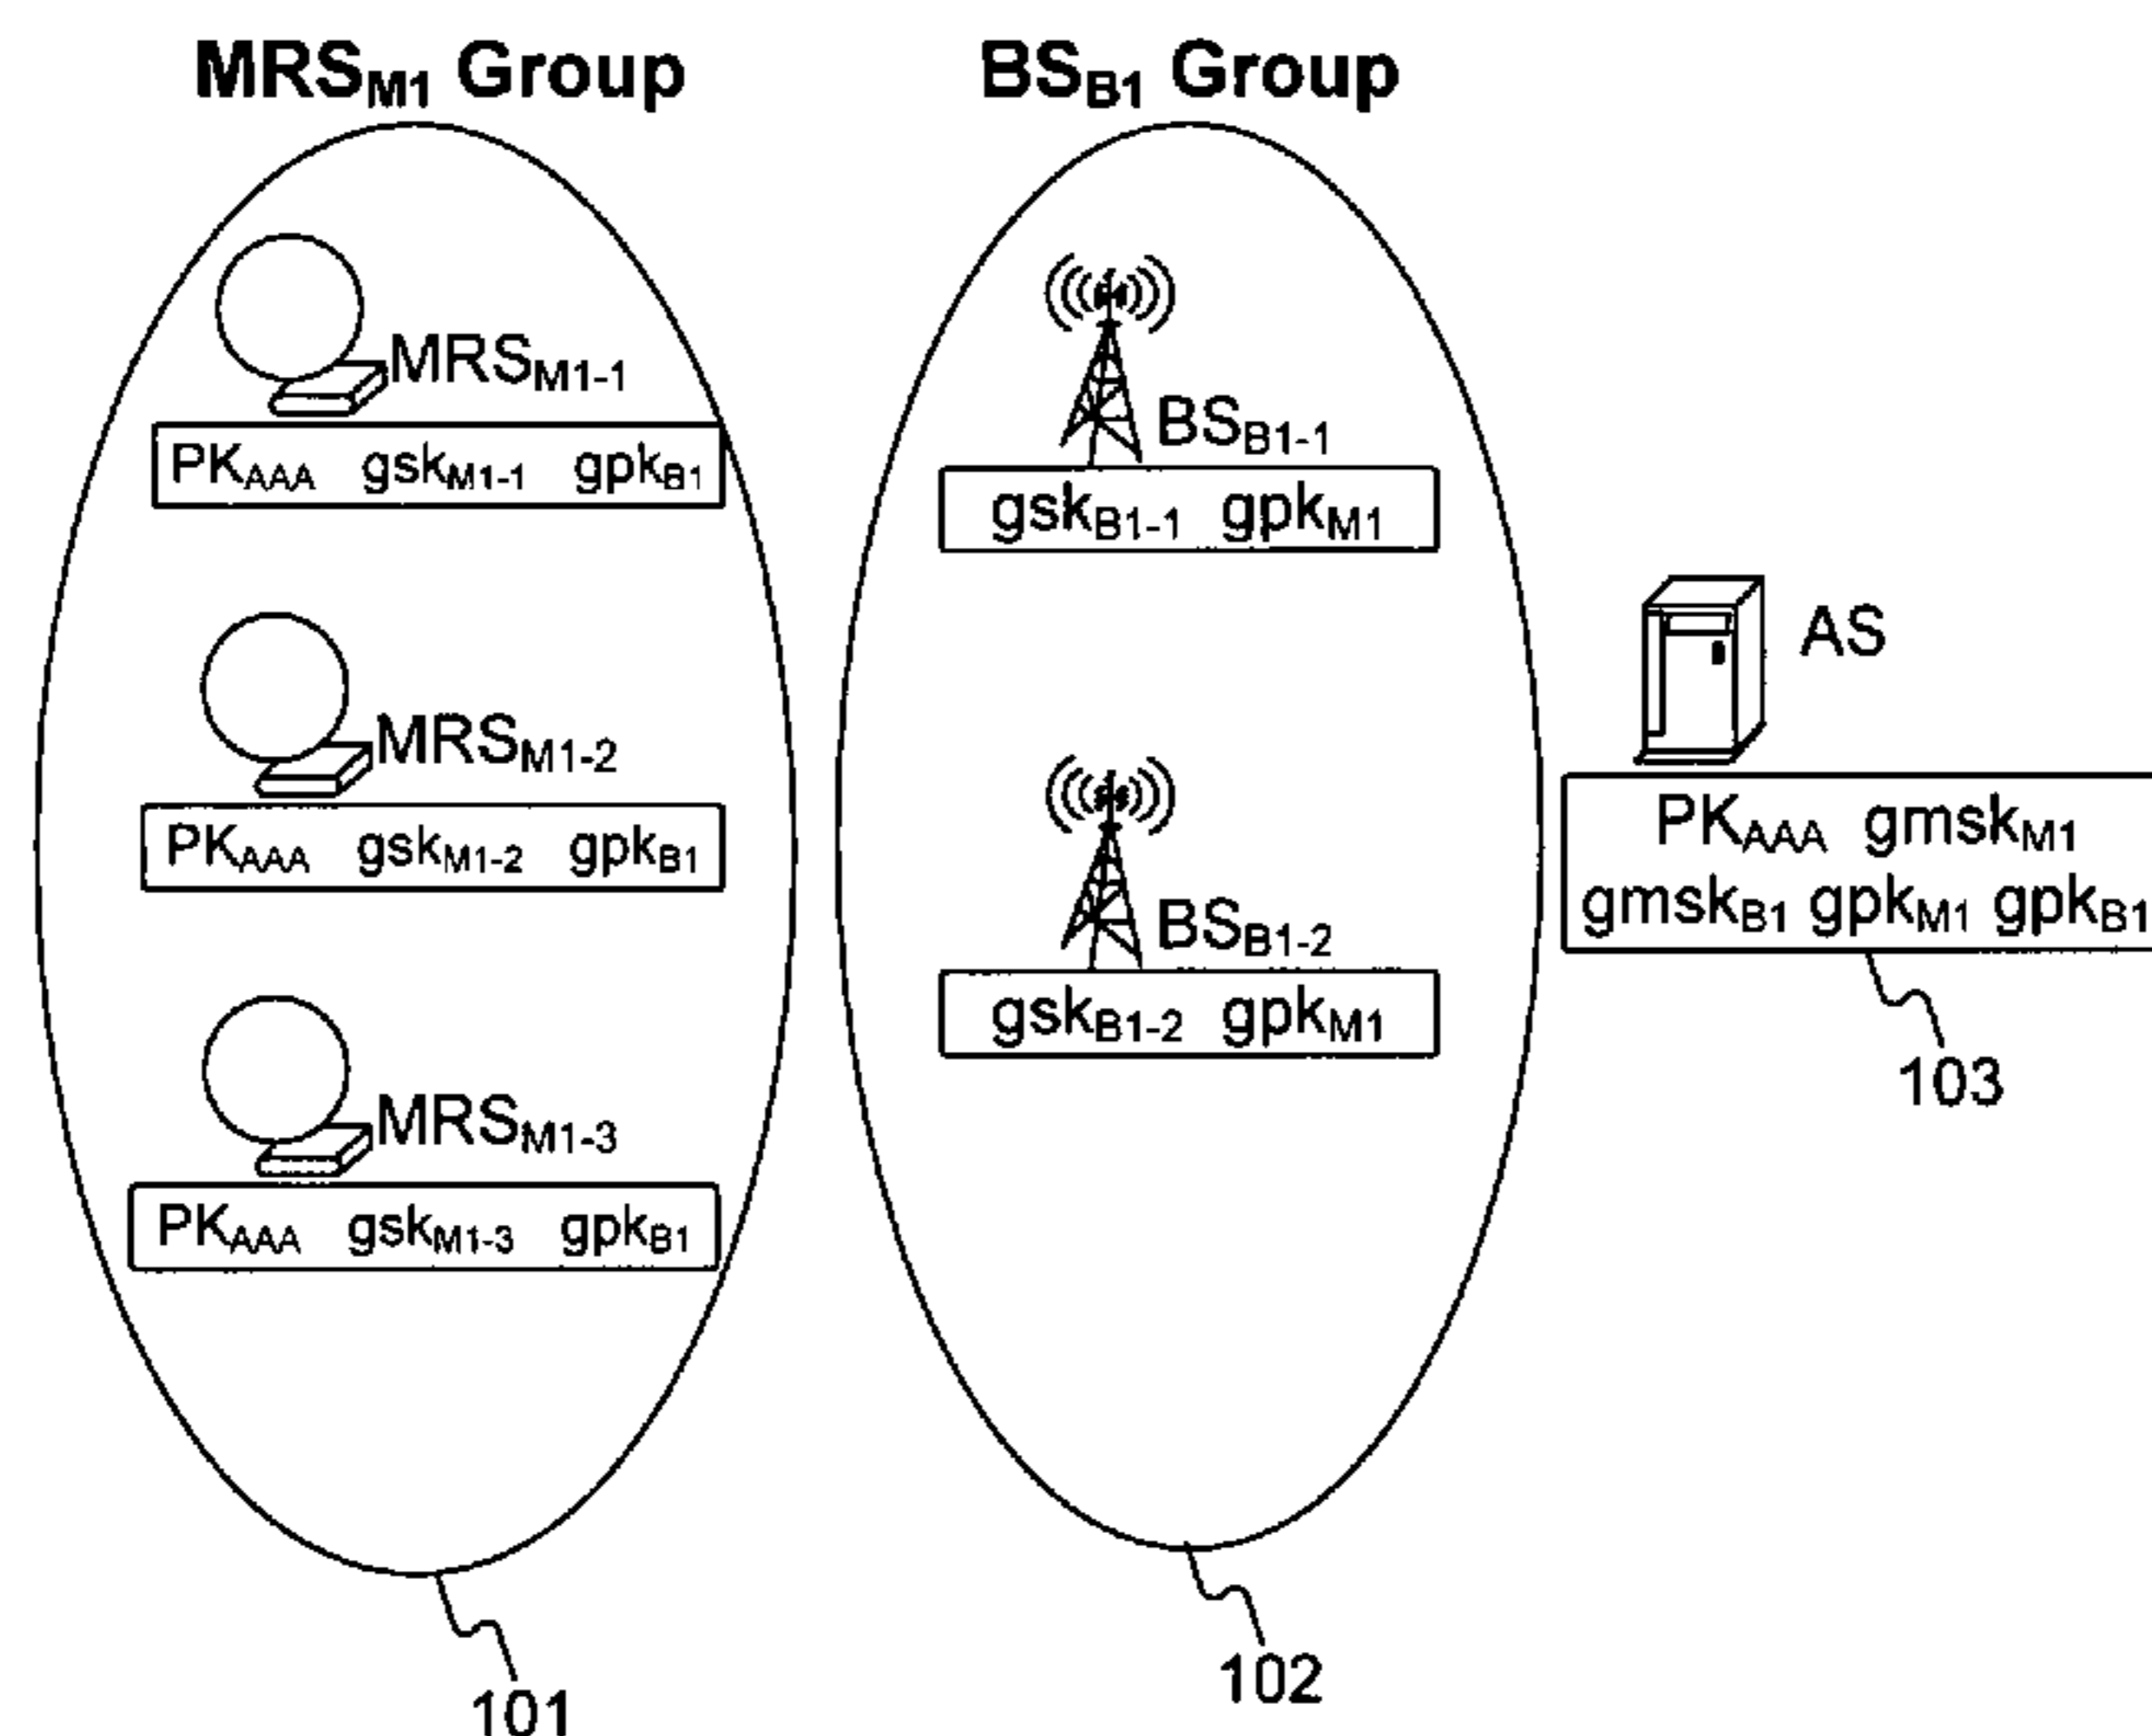 MRSM1 Group
MRSM1-1
PKAAA gskM1-1 gpkB1
MRSM1-2
PKAAA gskM1-2 gpkB1
MRSM1-3
PKAAA gskM1-3 gpkB1
101
BSB1 Group
BSB1-1
gskB1-1 gpkM1
BSB1-2
gskB1-2 gpkM1
102
AS
PKAAA gmskM1
gmskB1 gpkM1 gpkB1
103